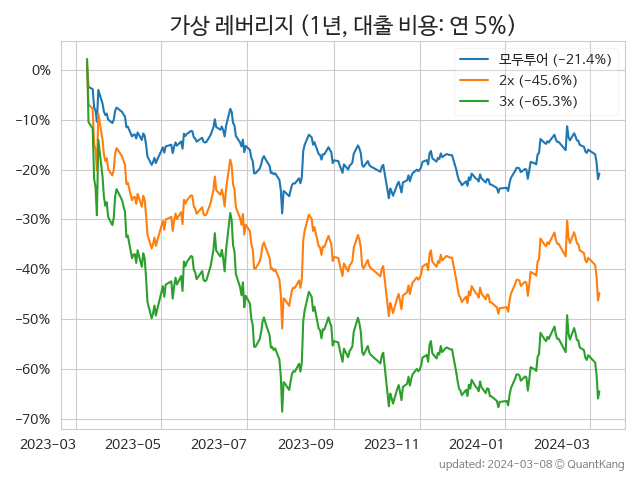 가상 레버리지 (1년, 대출 비용: 연 5%)
모두투어 (−21.4%)
2x (−45.6%)
3x (−65.3%)
0%
−10%
−20%
−30%
−40%
−50%
−60%
−70%
2023-03 2023-05 2023-07 2023-09 2023-11 2024-01 2024-03
updated: 2024-03-08 ⓒ QuantKang